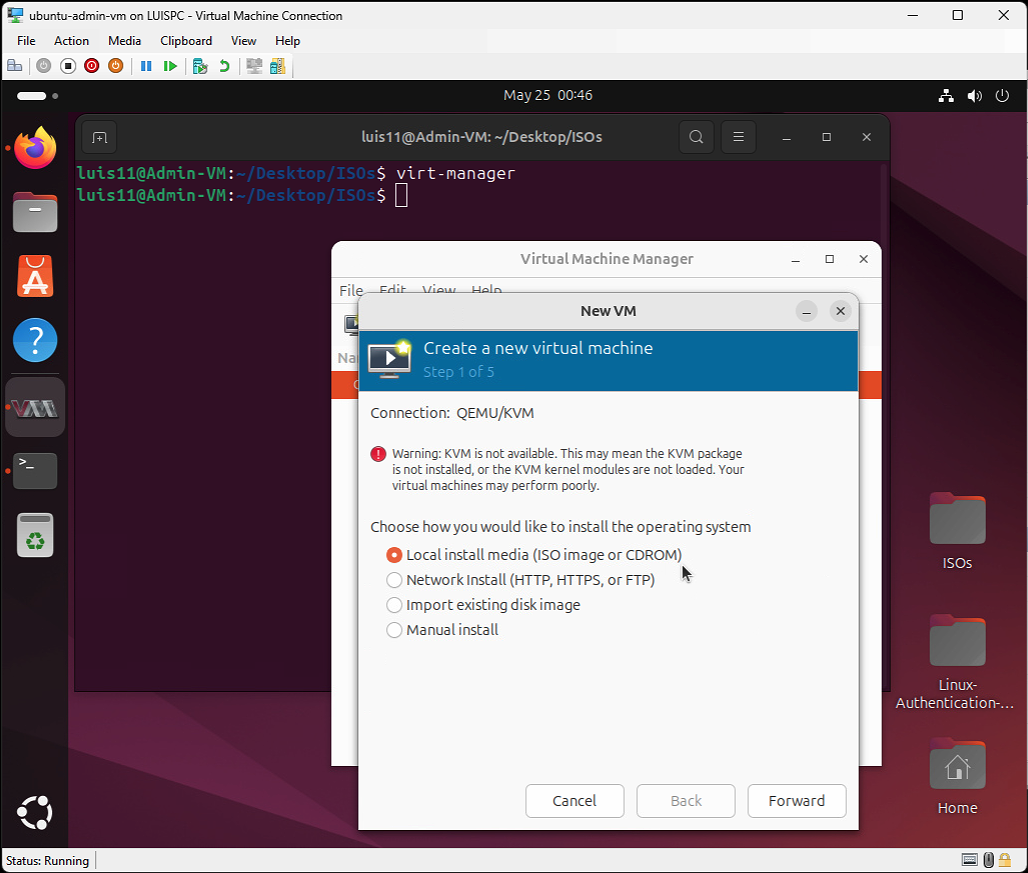 ubuntu-admin-vm on LUISPC - Virtual Machine Connection
File Action Media Clipboard View Help
May 25 00:46
luis11@Admin-VM: ~/Desktop/ISOs
luis11@Admin-VM:~/Desktop/ISOs$ virt-manager
luis11@Admin-VM:~/Desktop/ISOs$
Virtual Machine Manager
File Edit View Help
Na
New VM
Create a new virtual machine
Step 1 of 5
Connection: QEMU/KVM
Warning: KVM is not available. This may mean the KVM package
is not installed, or the KVM kernel modules are not loaded. Your
virtual machines may perform poorly.
Choose how you would like to install the operating system
Local install media (ISO image or CDROM)
Network Install (HTTP, HTTPS, or FTP)
Import existing disk image
Manual install
Cancel Back Forward
ISOs
Linux-
Authentication-...
Home
Status: Running